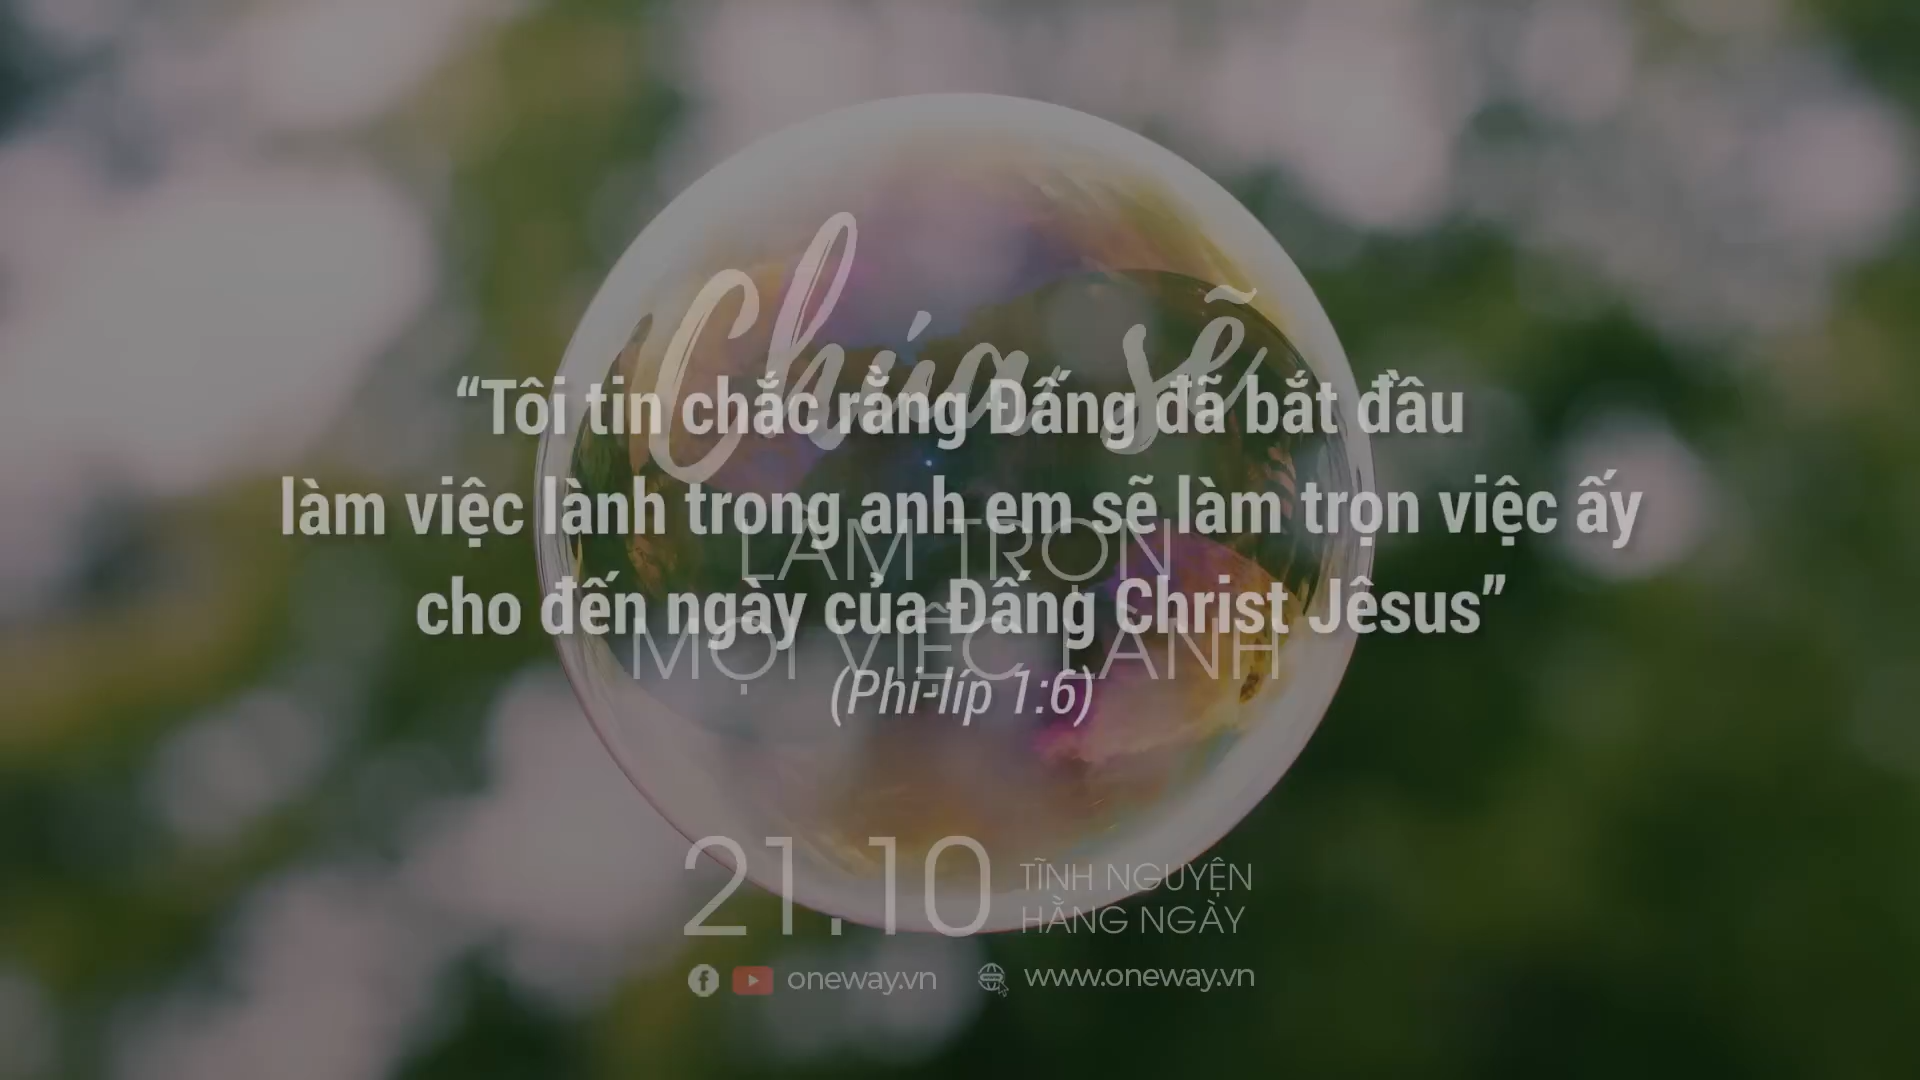 Chúa sẽ
“Tôi tin chắc rằng Đấng đã bắt đầu
làm việc lành trong anh em sẽ làm trọn việc ấy
LÀM TRỌN
cho đến ngày của Đấng Christ Jêsus”
MỌI VIỆC LÀNH
(Phi-líp 1:6)
21.10
TĨNH NGUYỆN
HẰNG NGÀY
oneway.vn www.oneway.vn